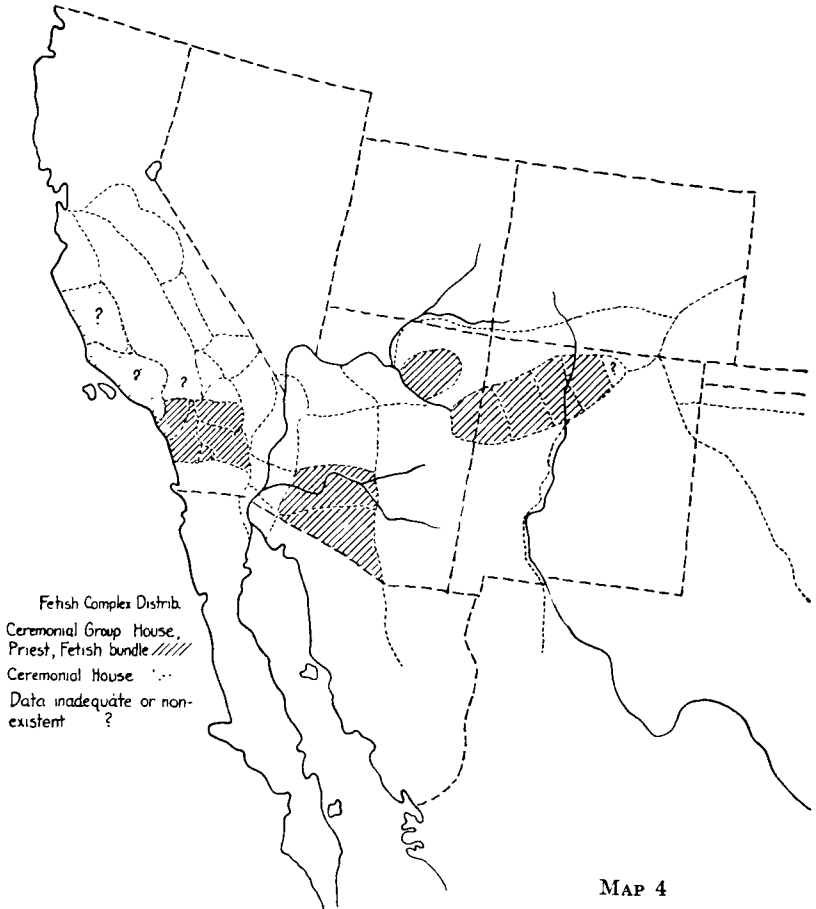 ?
?
?
?
Fetish Complex Distrib.
Ceremonial Group House,
Priest, Fetish bundle
Ceremonial House
Data inadequate or non-
existent ?
MAP 4